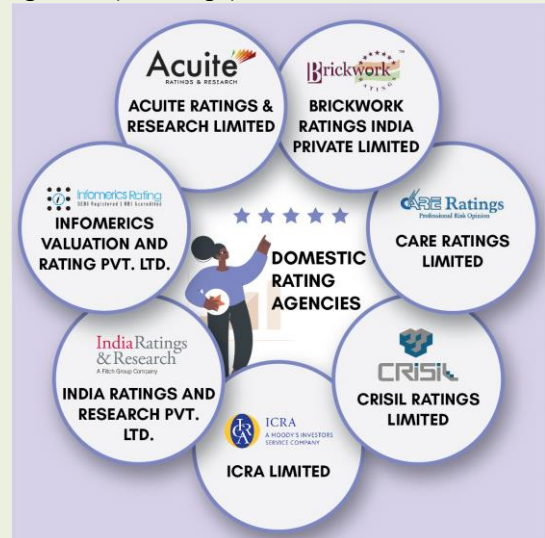 Acuite
RATINGS & RESEARCH
ACUITE RATINGS &
RESEARCH LIMITED
Brickwork
RATINGS
BRICKWORK
RATINGS INDIA
PRIVATE LIMITED
CARE Ratings
Professional Risk Opinion
CARE RATINGS
LIMITED
CRISIL
CRISIL RATINGS
LIMITED
ICRA
ICRA
A MOODY'S INVESTORS
SERVICE COMPANY
ICRA LIMITED
IndiaRatings
& Research
A Fitch Group Company
INDIA RATINGS AND
RESEARCH PVT.
LTD.
Infomerics Rating
INFOMERICS
VALUATION AND
RATING PVT. LTD.
DOMESTIC
RATING
AGENCIES